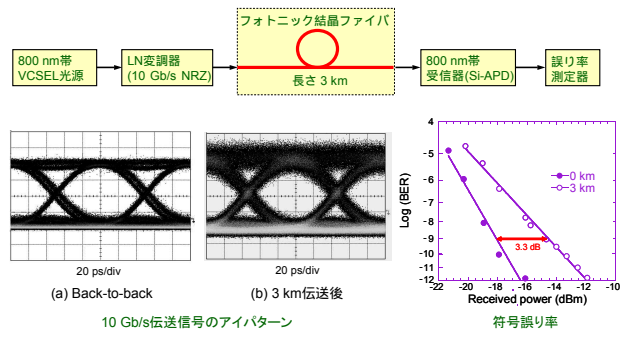 フォトニック結晶ファイバ
800 nm帯
VCSEL光源
LN変調器
(10 Gb/s NRZ)
長さ 3 km
800 nm帯
受信器(Si-APD)
誤り率
測定器
20 ps/div
(a) Back-to-back
20 ps/div
(b) 3 km伝送後
10 Gb/s伝送信号のアイパターン
Log (BER)
4
-5
-6
-7
-8
-9
-10
-11
-12
0 km
3 km
3.3 dB
-22
-20
-18
-16
-14
-12
-10
Received power (dBm)
符号誤り率